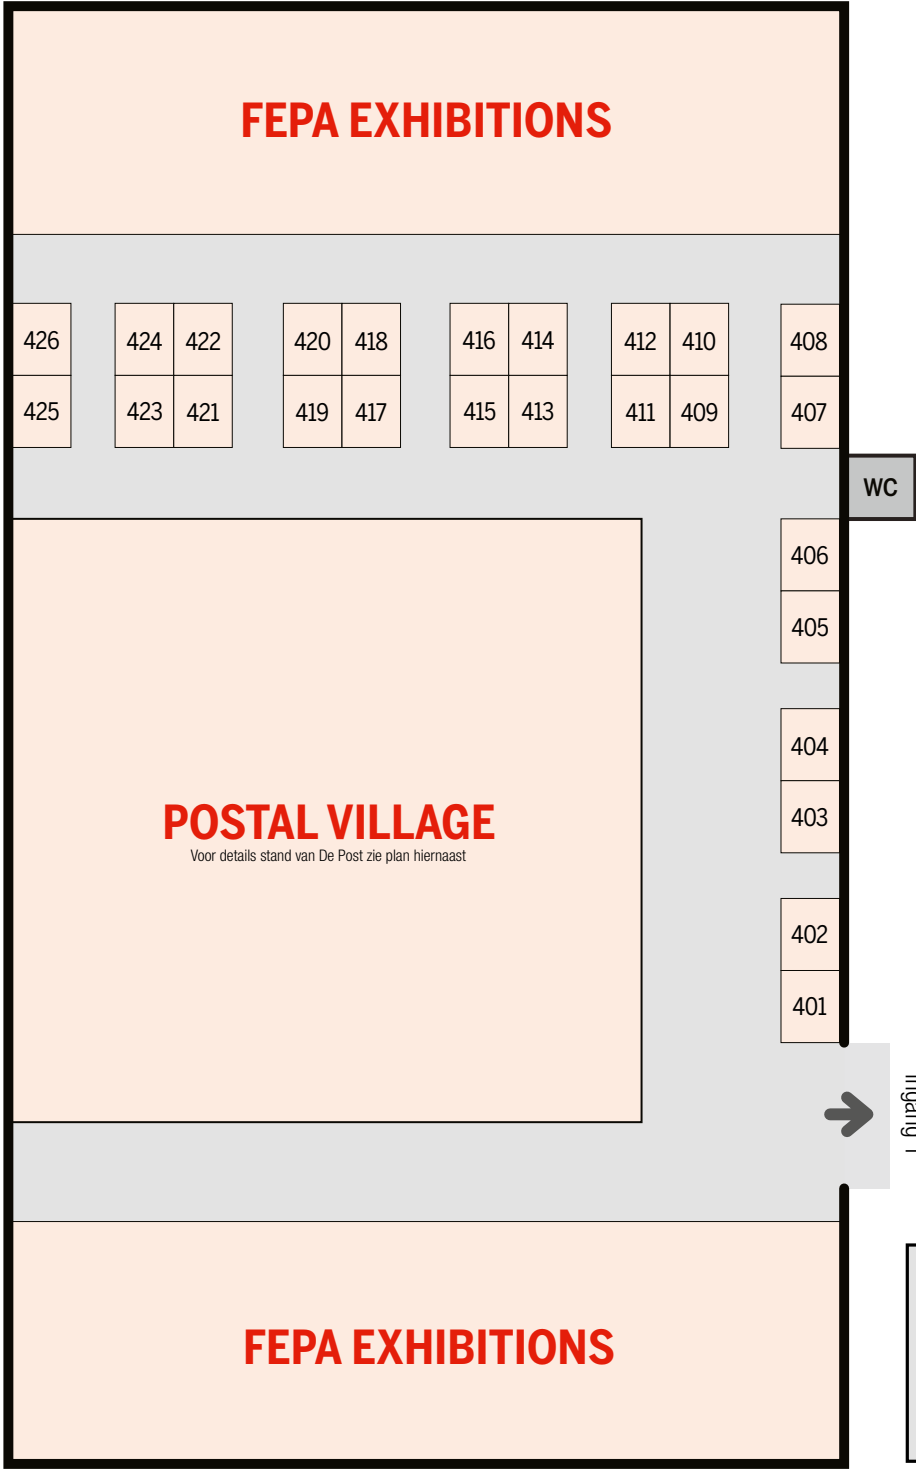 FEPA EXHIBITIONS
426 424 422 420 418 416 414 412 410 408
425 423 421 419 417 415 413 411 409 407
WC
406
405
404
403
POSTAL VILLAGE
Voor details stand van De Post zie plan hiernaast
402
401
FEPA EXHIBITIONS